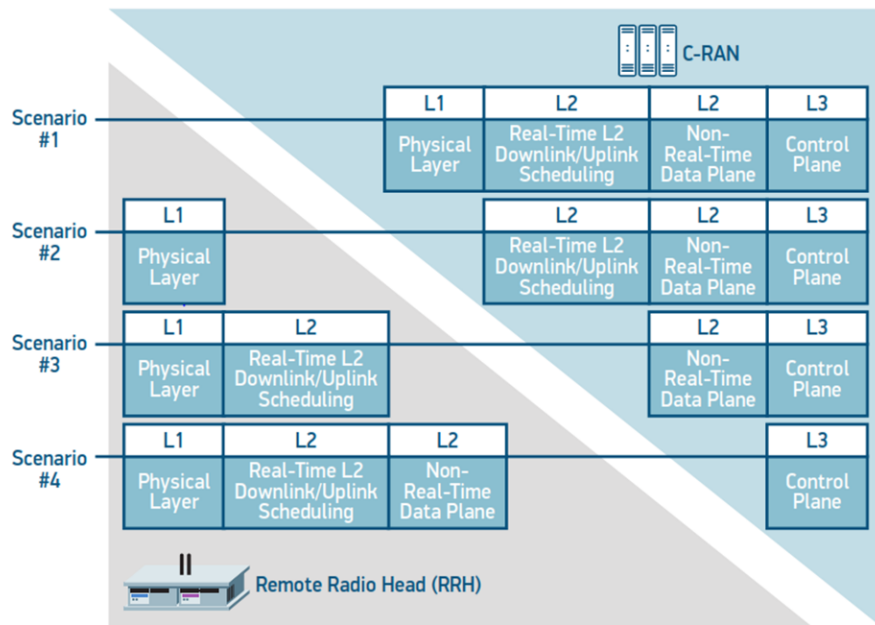 C-RAN
L1 L2 L2 L3
Scenario
#1
Physical
Layer
Real-Time L2
Downlink/Uplink
Scheduling
Non-
Real-Time
Data Plane
Control
Plane
L1 L2 L2 L3
Scenario
#2
Physical
Layer
Real-Time L2
Downlink/Uplink
Scheduling
Non-
Real-Time
Data Plane
Control
Plane
L1 L2 L2 L3
Scenario
#3
Physical
Layer
Real-Time L2
Downlink/Uplink
Scheduling
Non-
Real-Time
Data Plane
Control
Plane
L1 L2 L2 L3
Scenario
#4
Physical
Layer
Real-Time L2
Downlink/Uplink
Scheduling
Non-
Real-Time
Data Plane
Control
Plane
Remote Radio Head (RRH)